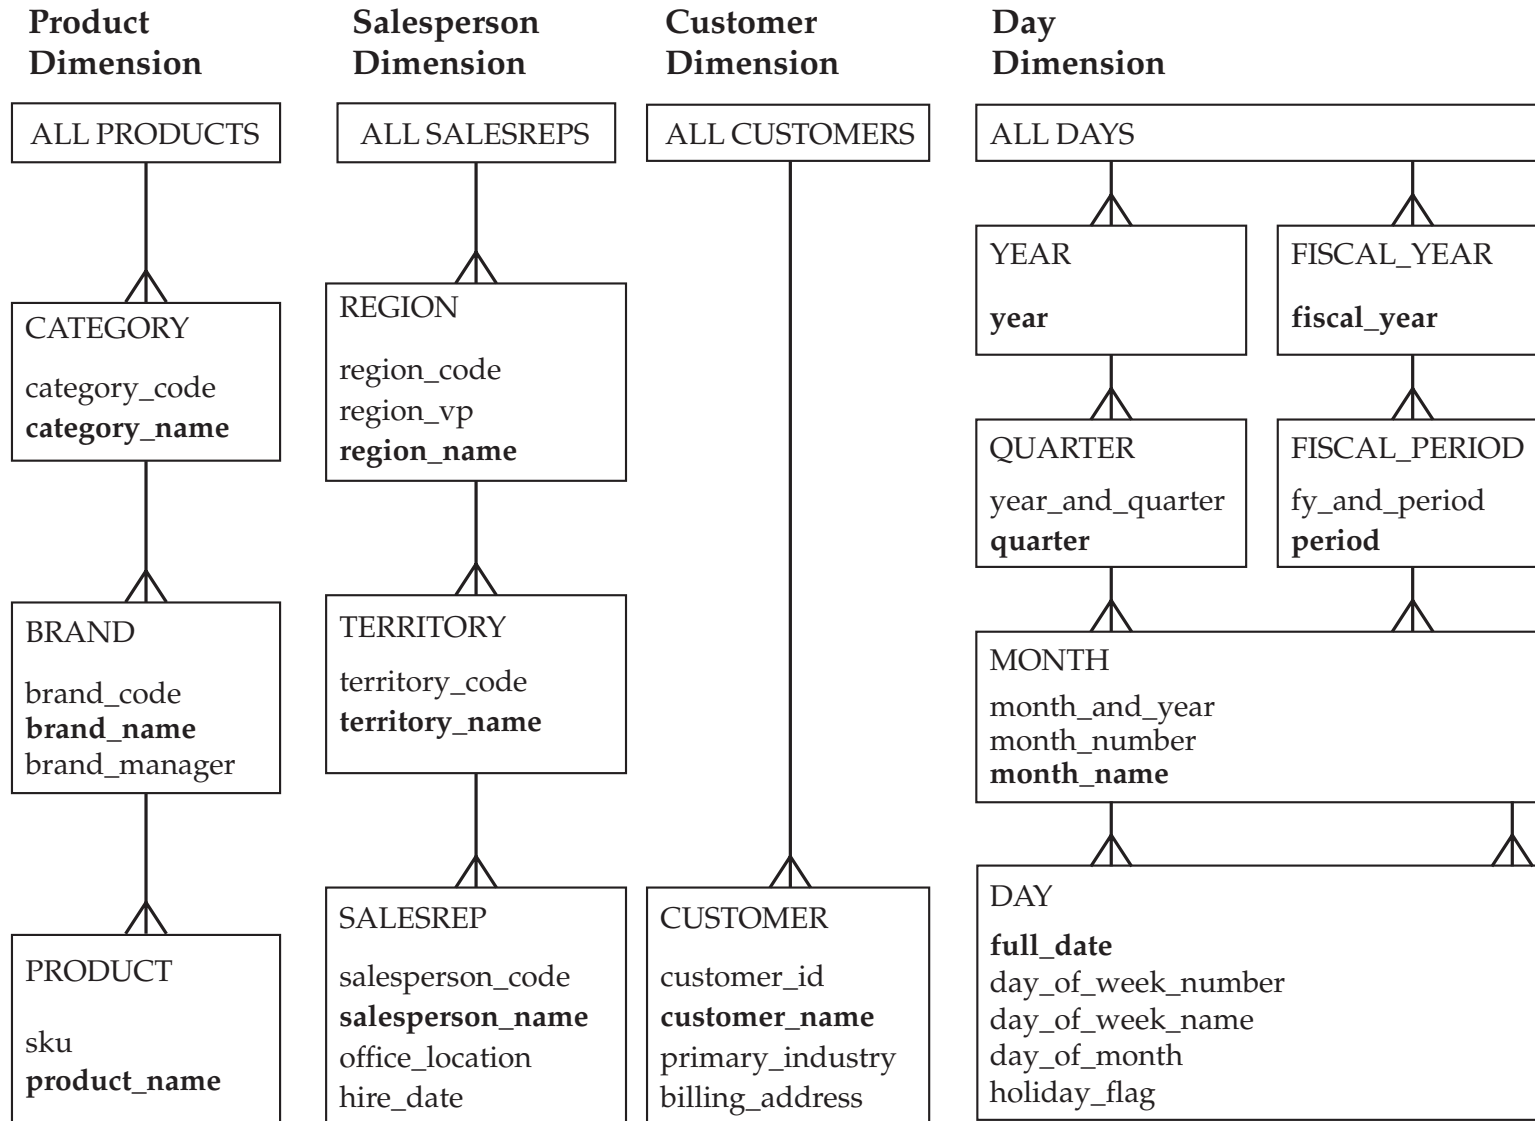 Product
Dimension
ALL PRODUCTS
CATEGORY
category_code
category_name
BRAND
brand_code
brand_name
brand_manager
PRODUCT
sku
product_name
Salesperson
Dimension
ALL SALESREPS
REGION
region_code
region_vp
region_name
TERRITORY
territory_code
territory_name
SALESREP
salesperson_code
salesperson_name
office_location
hire_date
Customer
Dimension
ALL CUSTOMERS
CUSTOMER
customer_id
customer_name
primary_industry
billing_address
Day
Dimension
ALL DAYS
YEAR
year
QUARTER
year_and_quarter
quarter
FISCAL_YEAR
fiscal_year
FISCAL_PERIOD
fy_and_period
period
MONTH
month_and_year
month_number
month_name
DAY
full_date
day_of_week_number
day_of_week_name
day_of_month
holiday_flag